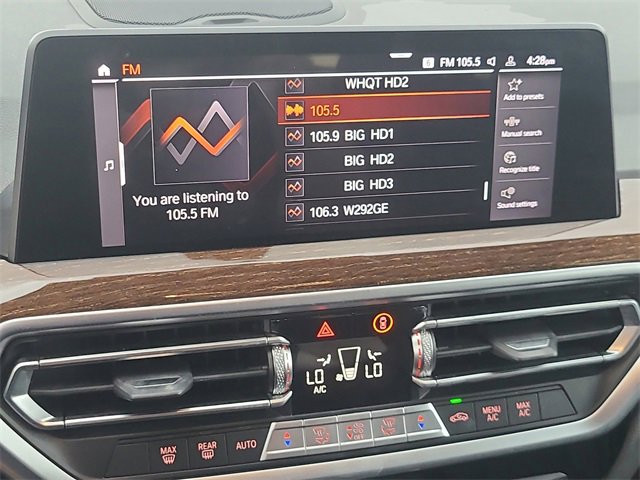 FM
6 FM 105.5 4:28pm
WHQT HD2
105.5
105.9 BIG HD1
BIG HD2
BIG HD3
106.3 W292GE
You are listening to
105.5 FM
Add to presets
Manual search
Recognize title
Sound settings
LO LO
A/C
MAX
REAR
AUTO
OFF
MENU
A/C
MAX
A/C